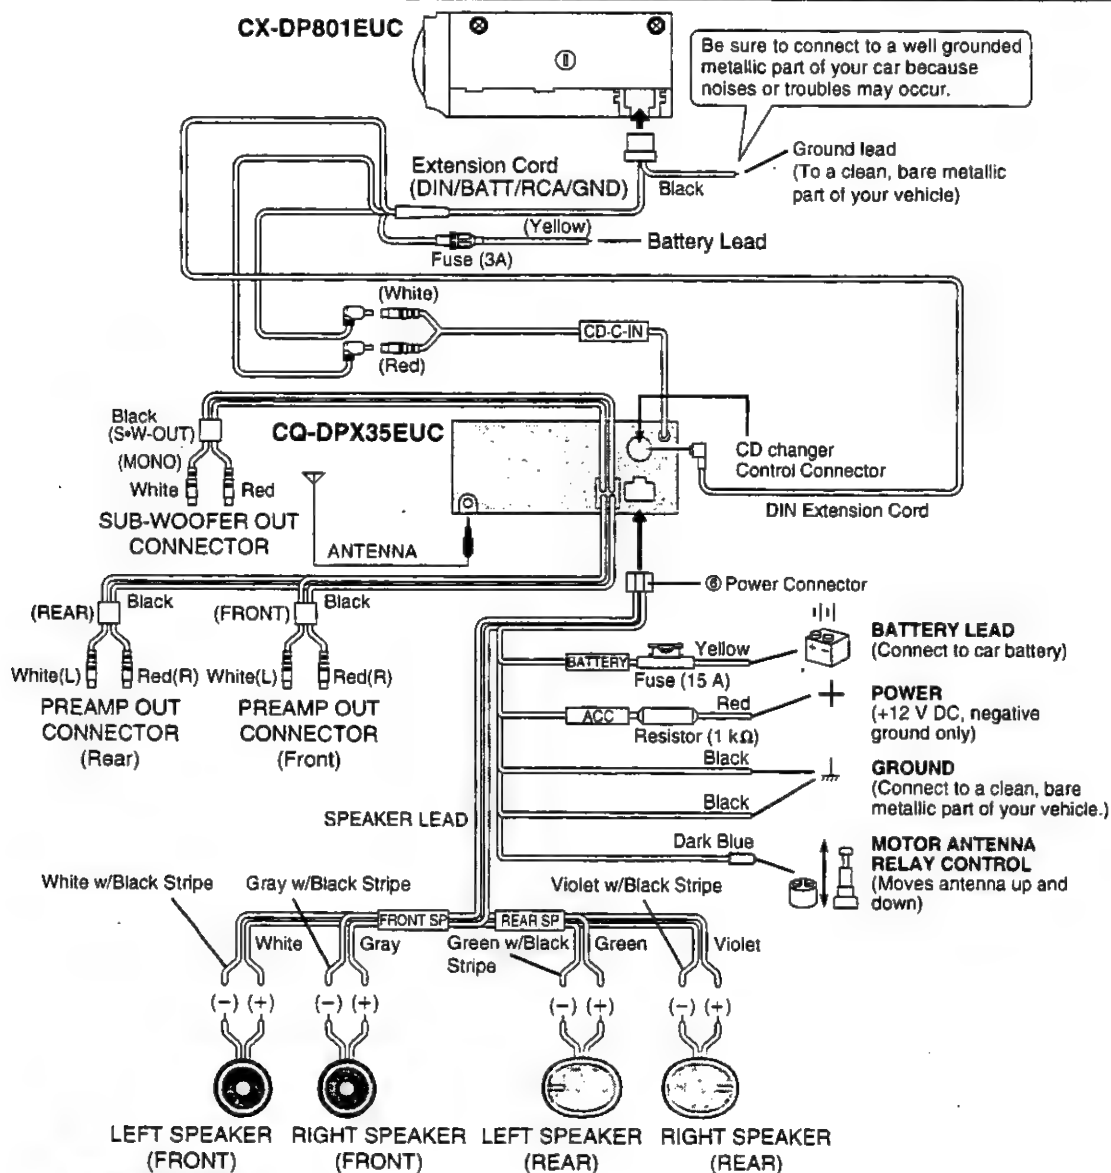 CX-DP801EUC
II
Be sure to connect to a well grounded
metallic part of your car because
noises or troubles may occur.
Ground lead
(To a clean, bare metallic
part of your vehicle)
Extension Cord
(DIN/BATT/RCA/GND)
Black
(Yellow)
Battery Lead
Fuse (3A)
(White)
CD-C-IN
(Red)
Black
(S•W-OUT)
(MONO)
White
Red
SUB-WOOFER OUT
CONNECTOR
CQ-DPX35EUC
CD changer
Control Connector
DIN Extension Cord
ANTENNA
⑥ Power Connector
(REAR)
Black
(FRONT)
Black
White(L)
Red(R)
White(L)
Red(R)
PREAMP OUT
CONNECTOR
(Rear)
PREAMP OUT
CONNECTOR
(Front)
BATTERY
Yellow
Fuse (15 A)
BATTERY LEAD
(Connect to car battery)
ACC
Red
Resistor (1 kΩ)
POWER
(+12 V DC, negative
ground only)
Black
Black
GROUND
(Connect to a clean, bare
metallic part of your vehicle.)
SPEAKER LEAD
Dark Blue
MOTOR ANTENNA
RELAY CONTROL
(Moves antenna up and
down)
White w/Black Stripe
Gray w/Black Stripe
Violet w/Black Stripe
FRONT SP
REAR SP
White
Gray
Green w/Black
Stripe
Green
Violet
(−) (+)
(−) (+)
(−) (+)
(−) (+)
LEFT SPEAKER
(FRONT)
RIGHT SPEAKER
(FRONT)
LEFT SPEAKER
(REAR)
RIGHT SPEAKER
(REAR)